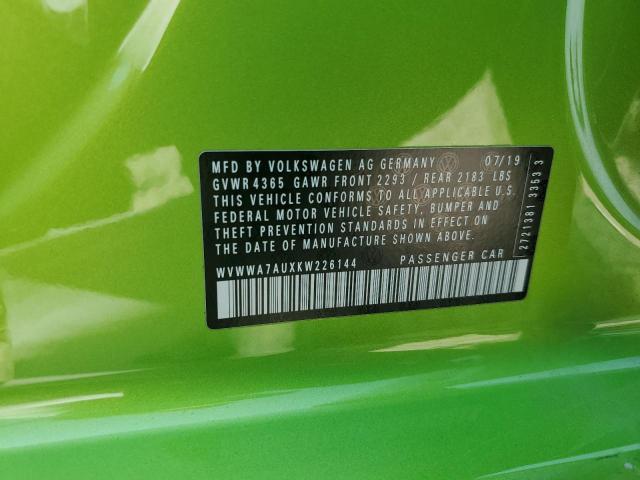 MFD BY VOLKSWAGEN AG GERMANY 07/19
GVWR 4365 GAWR FRONT 2293 / REAR 2183 LBS
THIS VEHICLE CONFORMS TO ALL APPLICABLE U.S.
FEDERAL MOTOR VEHICLE SAFETY, BUMPER AND
THEFT PREVENTION STANDARDS IN EFFECT ON
THE DATE OF MANUFACTURE SHOWN ABOVE.
WVWWA7AUXKW226144 PASSENGER CAR
2721381 3353 3